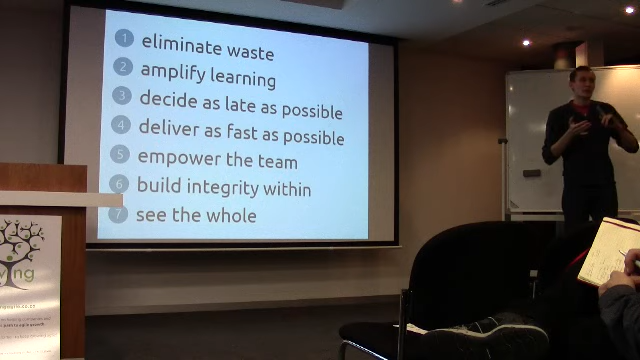 1 eliminate waste
2 amplify learning
3 decide as late as possible
4 deliver as fast as possible
5 empower the team
6 build integrity within
7 see the whole